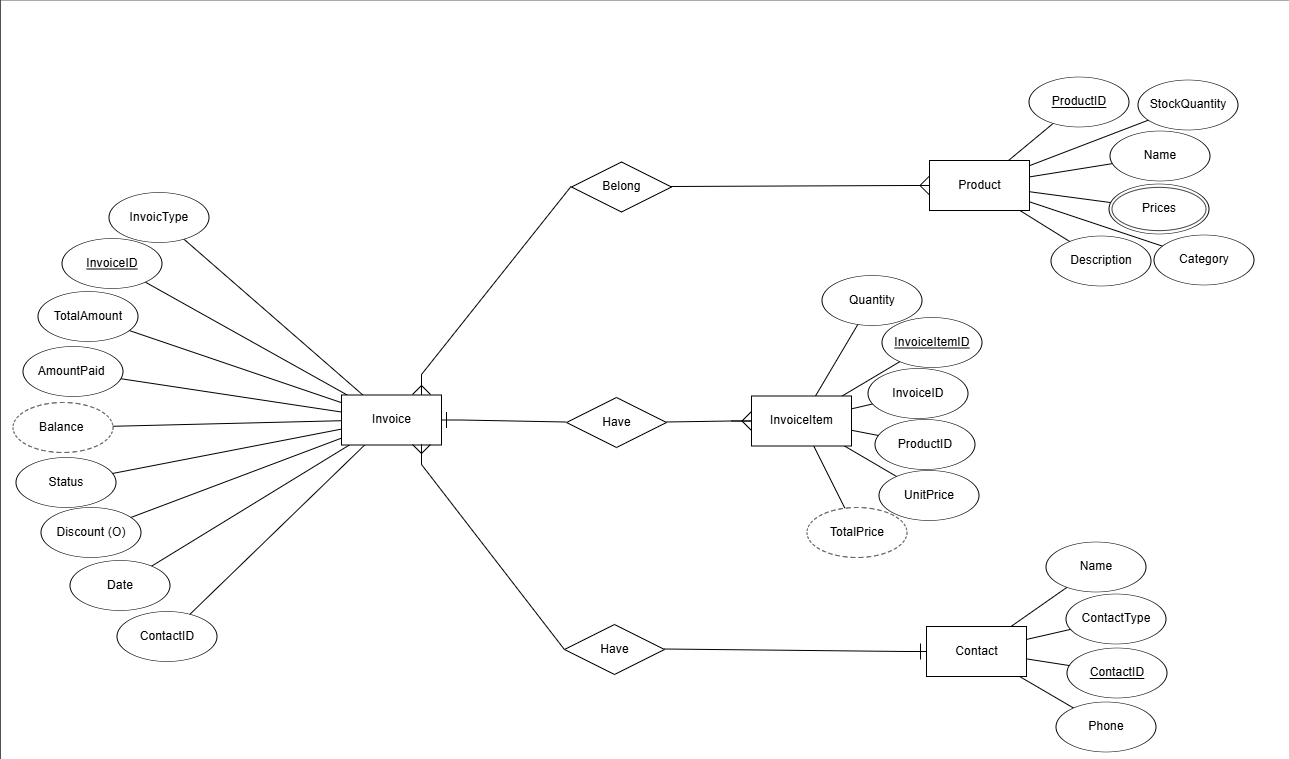 ProductID
StockQuantity
Name
Belong
Product
Prices
InvoicType
Description
Category
InvoiceID
Quantity
TotalAmount
InvoiceItemID
AmountPaid
InvoiceID
Invoice
Have
InvoiceItem
Balance
ProductID
Status
UnitPrice
Discount (O)
TotalPrice
Date
Name
ContactType
ContactID
Have
Contact
ContactID
Phone